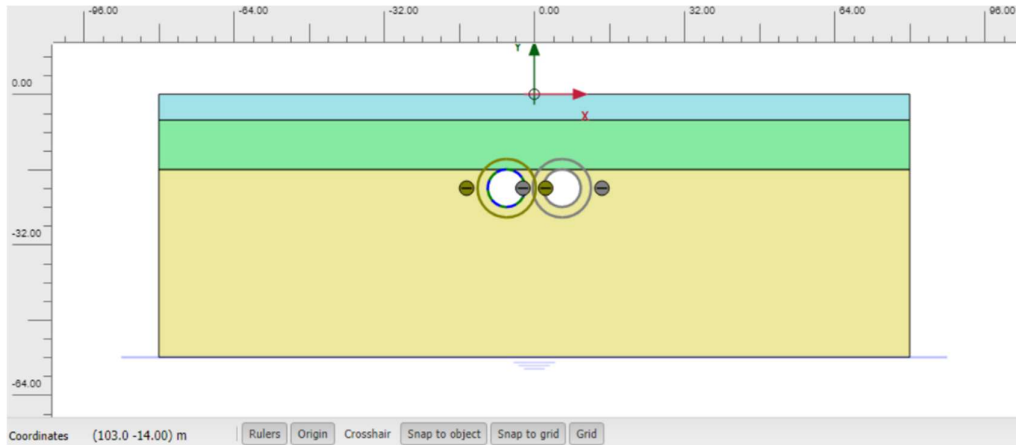 -96.00 -64.00 -32.00 0.00 32.00 64.00 96.00
Y
0.00
X
-32.00
-64.00
Coordinates (103.0 -14.00) m Rulers Origin Crosshair Snap to object Snap to grid Grid